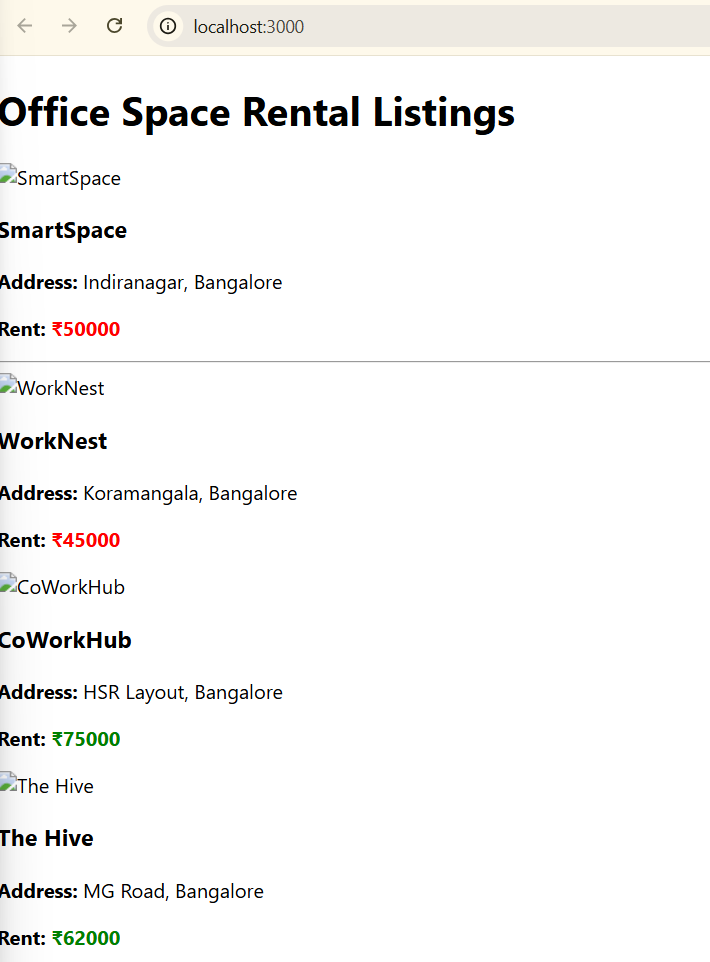 localhost:3000
Office Space Rental Listings
SmartSpace
SmartSpace
Address: Indiranagar, Bangalore
Rent: ₹50000
WorkNest
WorkNest
Address: Koramangala, Bangalore
Rent: ₹45000
CoWorkHub
CoWorkHub
Address: HSR Layout, Bangalore
Rent: ₹75000
The Hive
The Hive
Address: MG Road, Bangalore
Rent: ₹62000